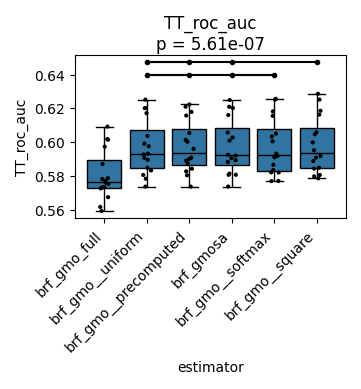 TT_roc_auc
p = 5.61e-07
TT_roc_auc
0.64
0.62
0.60
0.58
0.56
brf_gmo_full
brf_gmo__uniform
brf_gmo__precomputed
brf_gmosa
brf_gmo__softmax
brf_gmo__square
estimator